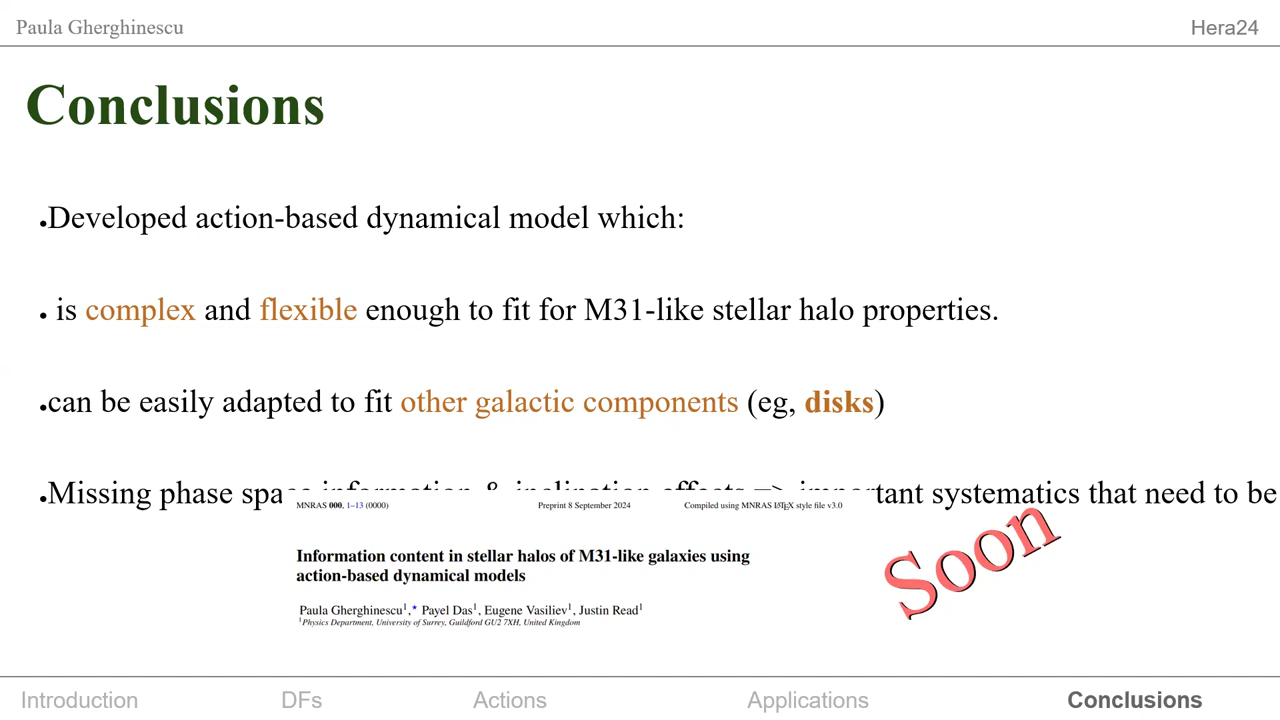 Paula Gherghinescu
Hera24
Conclusions
•Developed action-based dynamical model which:
• is complex and flexible enough to fit for M31-like stellar halo properties.
•can be easily adapted to fit other galactic components (eg, disks)
•Missing phase space information & inclination effects => important systematics that need to be
MNRAS 000, 1–13 (0000) Preprint 8 September 2024 Compiled using MNRAS LATEX style file v3.0
Information content in stellar halos of M31-like galaxies using
action-based dynamical models
Paula Gherghinescu1,★ Payel Das1, Eugene Vasiliev1, Justin Read1
1Physics Department, University of Surrey, Guildford GU2 7XH, United Kingdom
Soon
Introduction DFs Actions Applications Conclusions